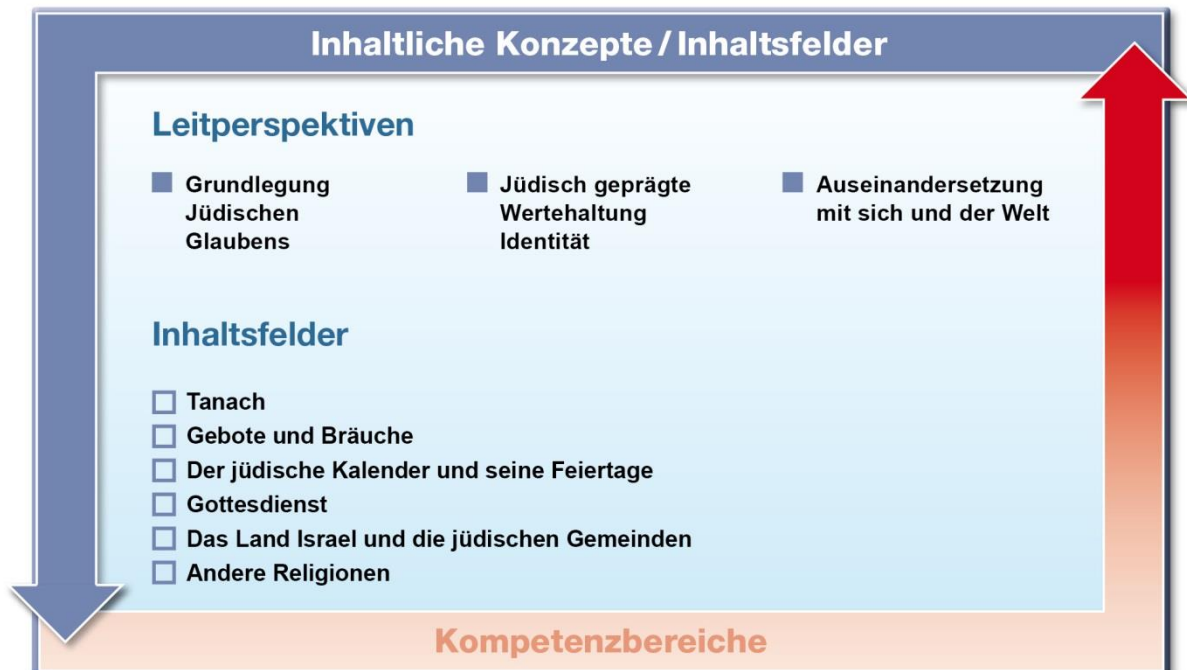 Inhaltliche Konzepte / Inhaltsfelder
Leitperspektiven
Grundlegung
Jüdischen
Glaubens
Jüdisch geprägte
Wertehaltung
Identität
Auseinandersetzung
mit sich und der Welt
Inhaltsfelder
Tanach
Gebote und Bräuche
Der jüdische Kalender und seine Feiertage
Gottesdienst
Das Land Israel und die jüdischen Gemeinden
Andere Religionen
Kompetenzbereiche